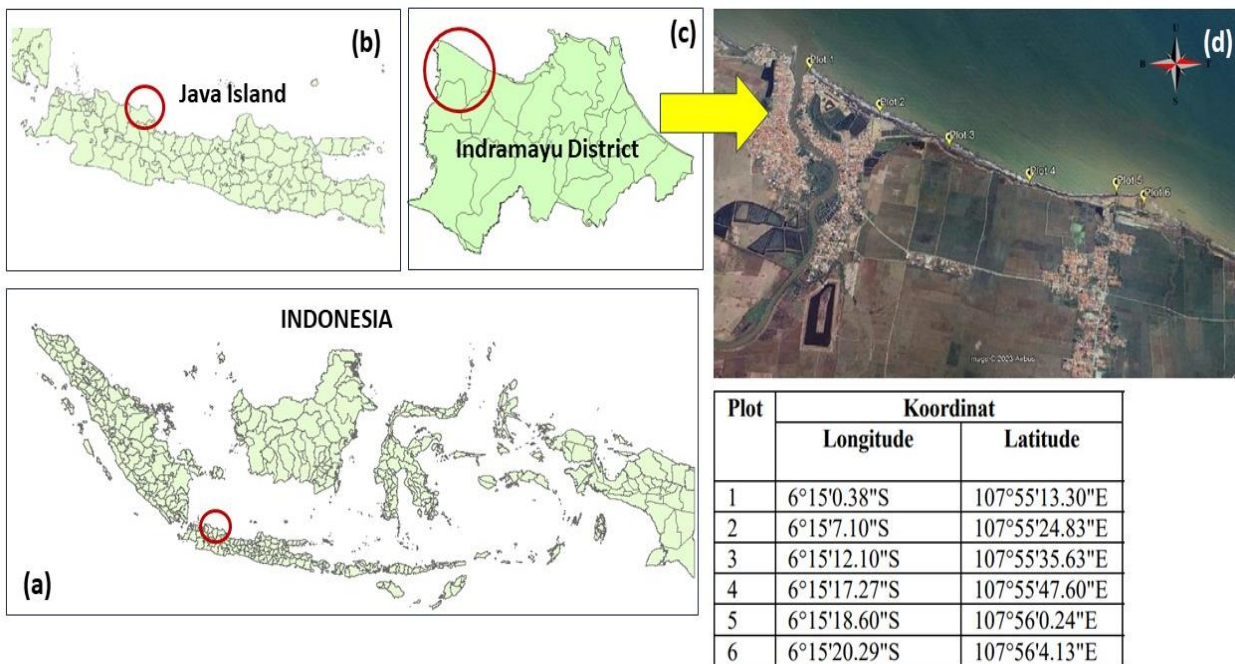 (b)
Java Island
(c)
Indramayu District
(d)
U
B T
S
Plot 1
Plot 2
Plot 3
Plot 4
Plot 5
Plot 6
Image © 2023 Airbus
INDONESIA
(a)
Plot Koordinat
Longitude Latitude
1 6°15'0.38"S 107°55'13.30"E
2 6°15'7.10"S 107°55'24.83"E
3 6°15'12.10"S 107°55'35.63"E
4 6°15'17.27"S 107°55'47.60"E
5 6°15'18.60"S 107°56'0.24"E
6 6°15'20.29"S 107°56'4.13"E